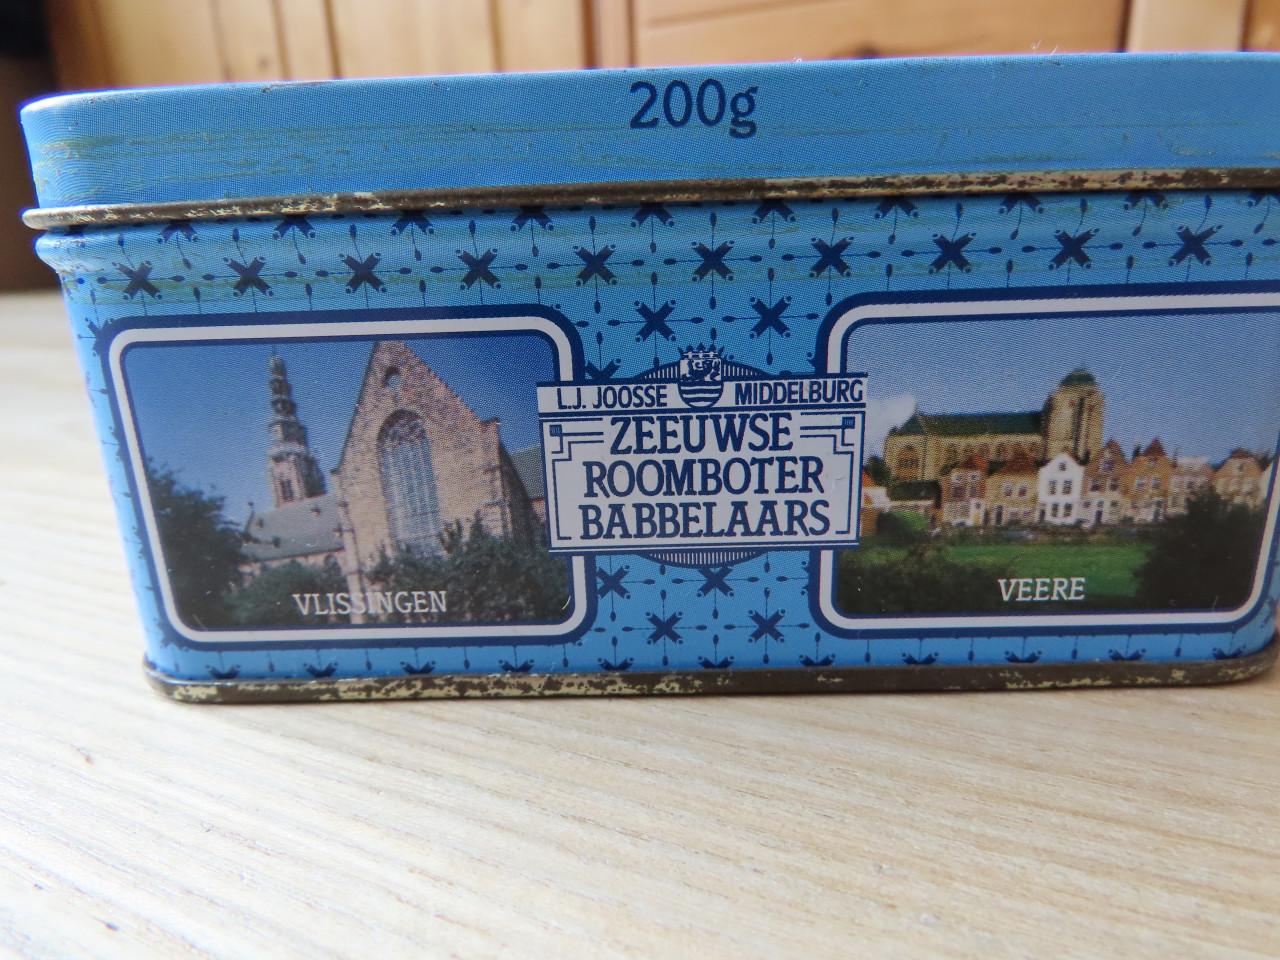 200g
L.J. JOOSSE MIDDELBURG
ZEEUWSE
ROOMBOTER
BABBELAARS
VLISSINGEN
VEERE